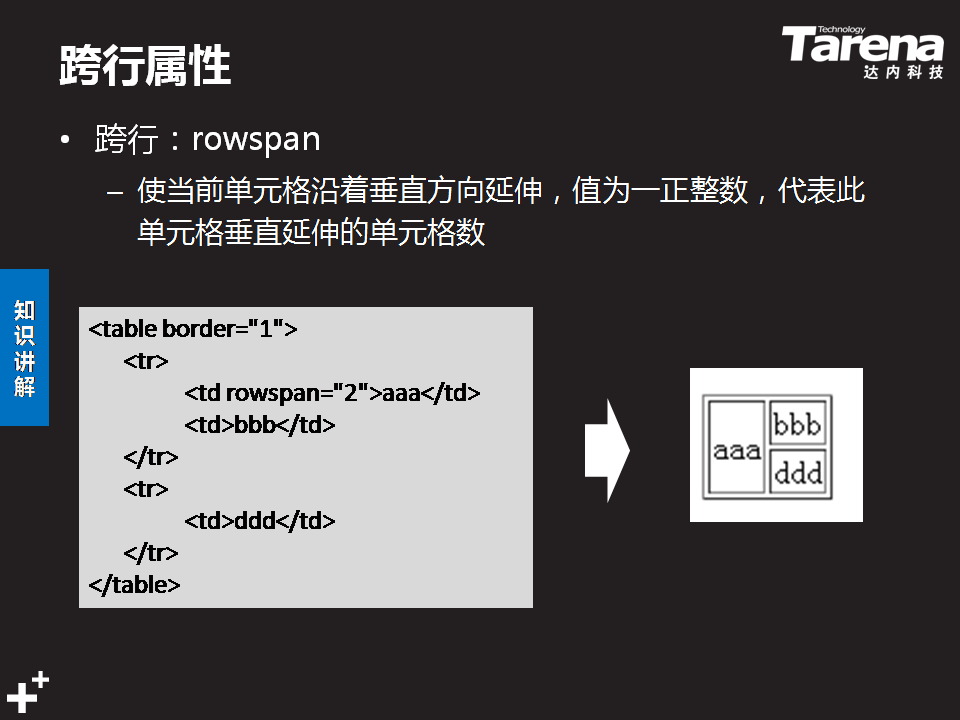 跨行属性
Technology
Tarena
达内科技
• 跨行：rowspan
– 使当前单元格沿着垂直方向延伸，值为一正整数，代表此
单元格垂直延伸的单元格数
知识讲解
<table border="1">
<tr>
<td rowspan="2">aaa</td>
<td>bbb</td>
</tr>
<tr>
<td>ddd</td>
</tr>
</table>
aaa
bbb
ddd